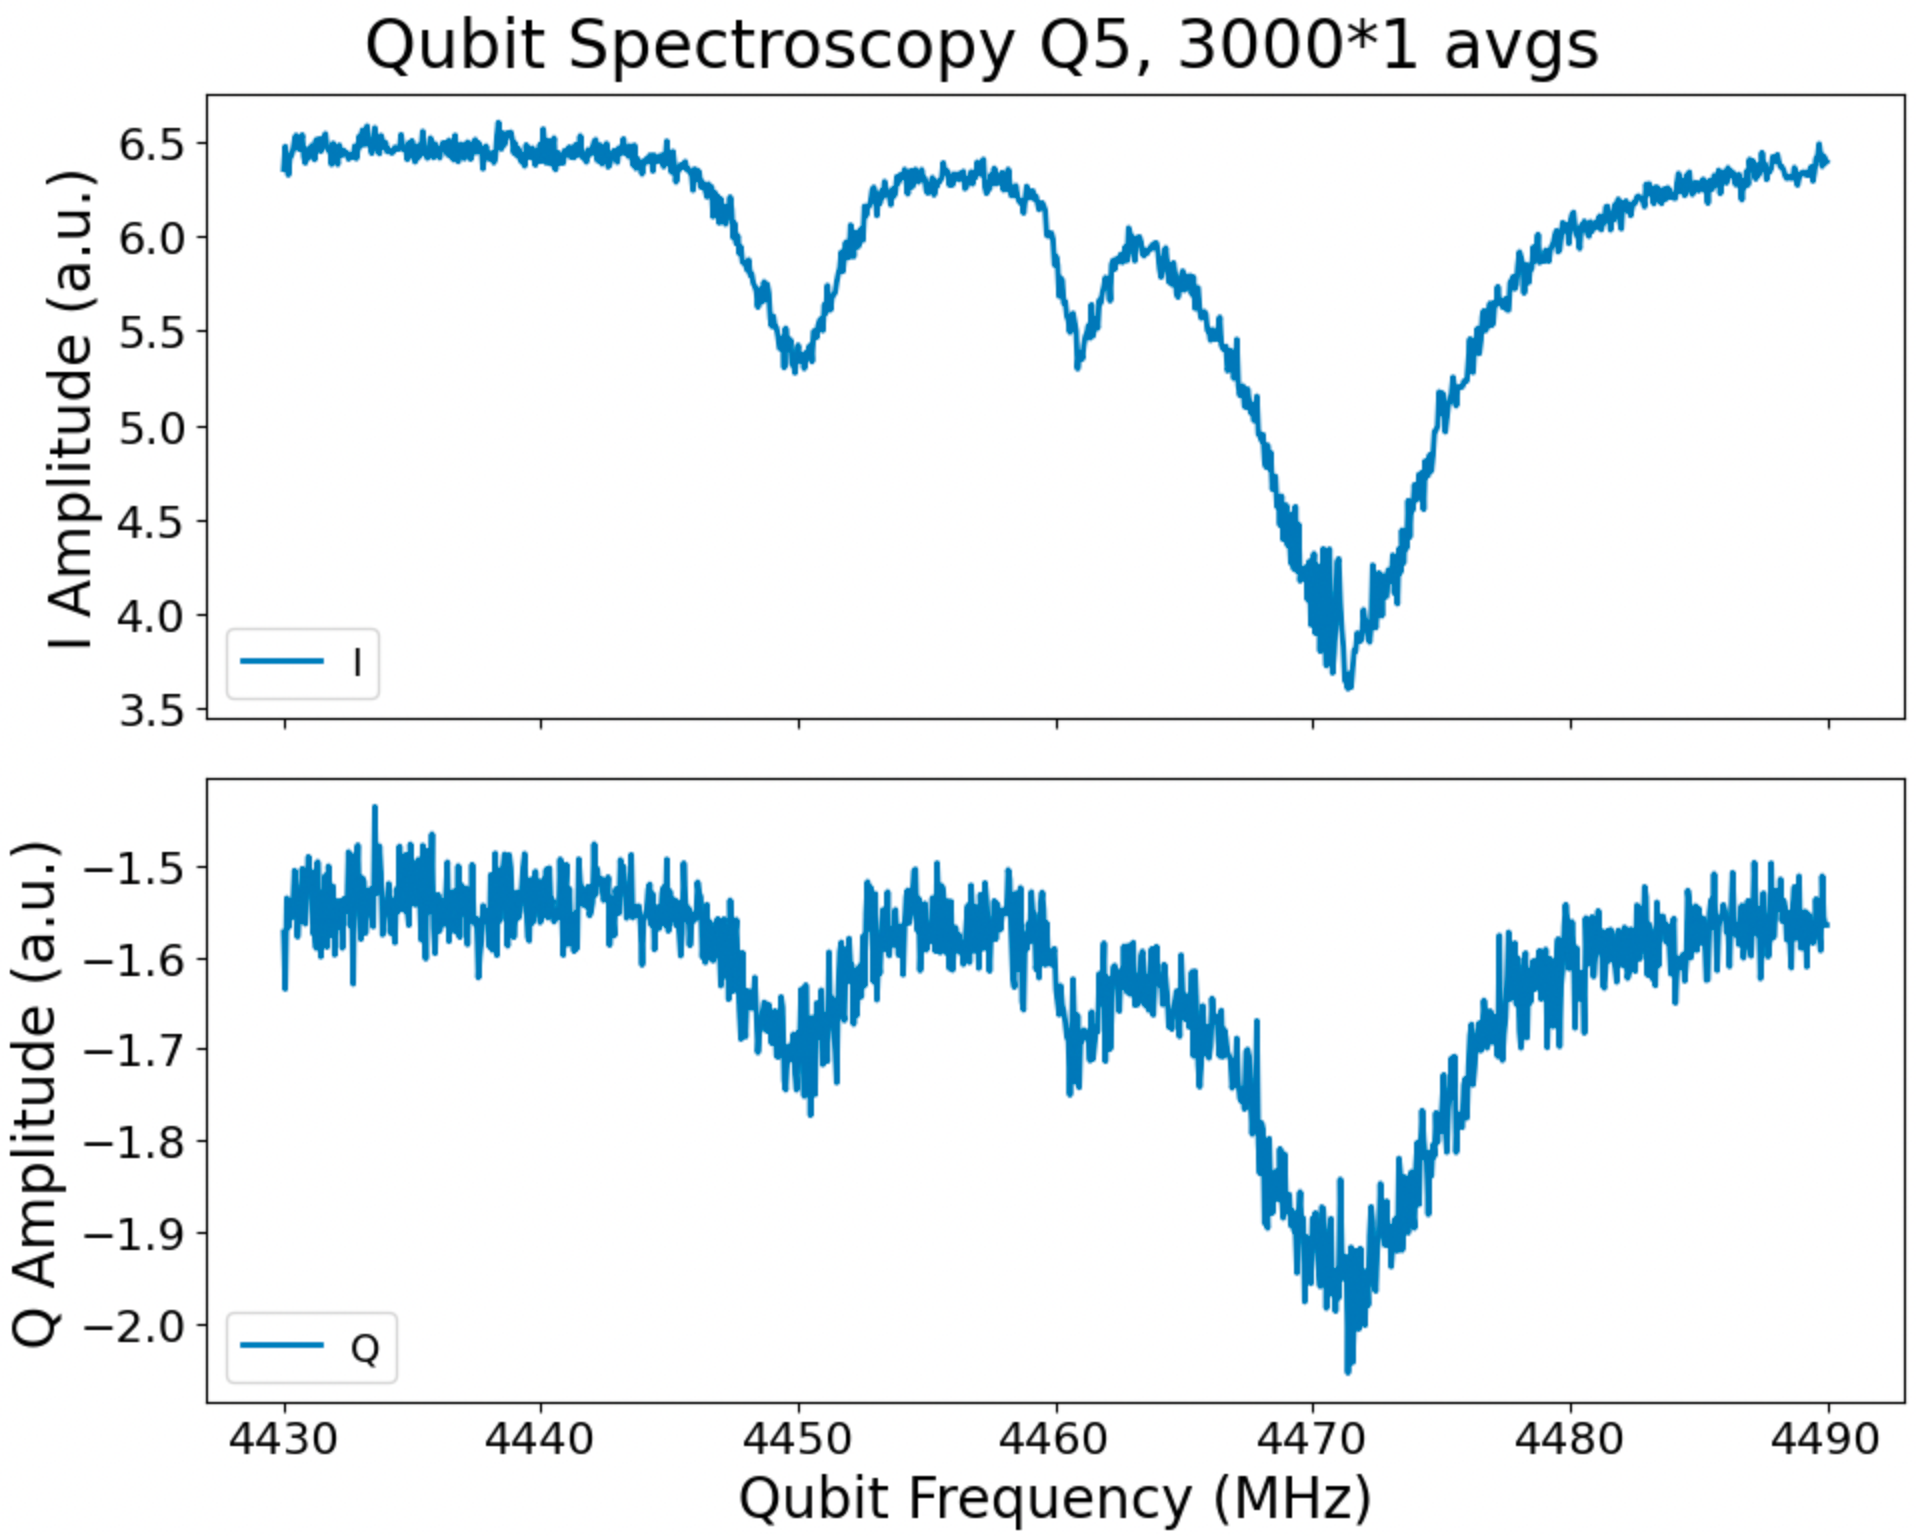 Qubit Spectroscopy Q5, 3000*1 avgs
I Amplitude (a.u.)
6.5
6.0
5.5
5.0
4.5
4.0
3.5
I
Q Amplitude (a.u.)
−1.5
−1.6
−1.7
−1.8
−1.9
−2.0
Q
4430 4440 4450 4460 4470 4480 4490
Qubit Frequency (MHz)